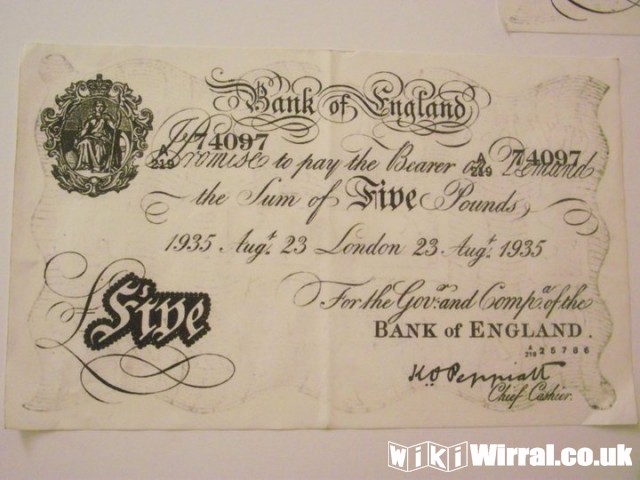 Bank of England
A/219 74097 A/219 74097
I Promise to pay the Bearer on Demand
the Sum of Five Pounds
1935 Augt. 23 London 23 Augt. 1935
For the Govr. and Compa. of the
BANK of ENGLAND.
£Five
A/219 25786
K.O. Peppiatt
Chief Cashier.
wikiWirral.co.uk